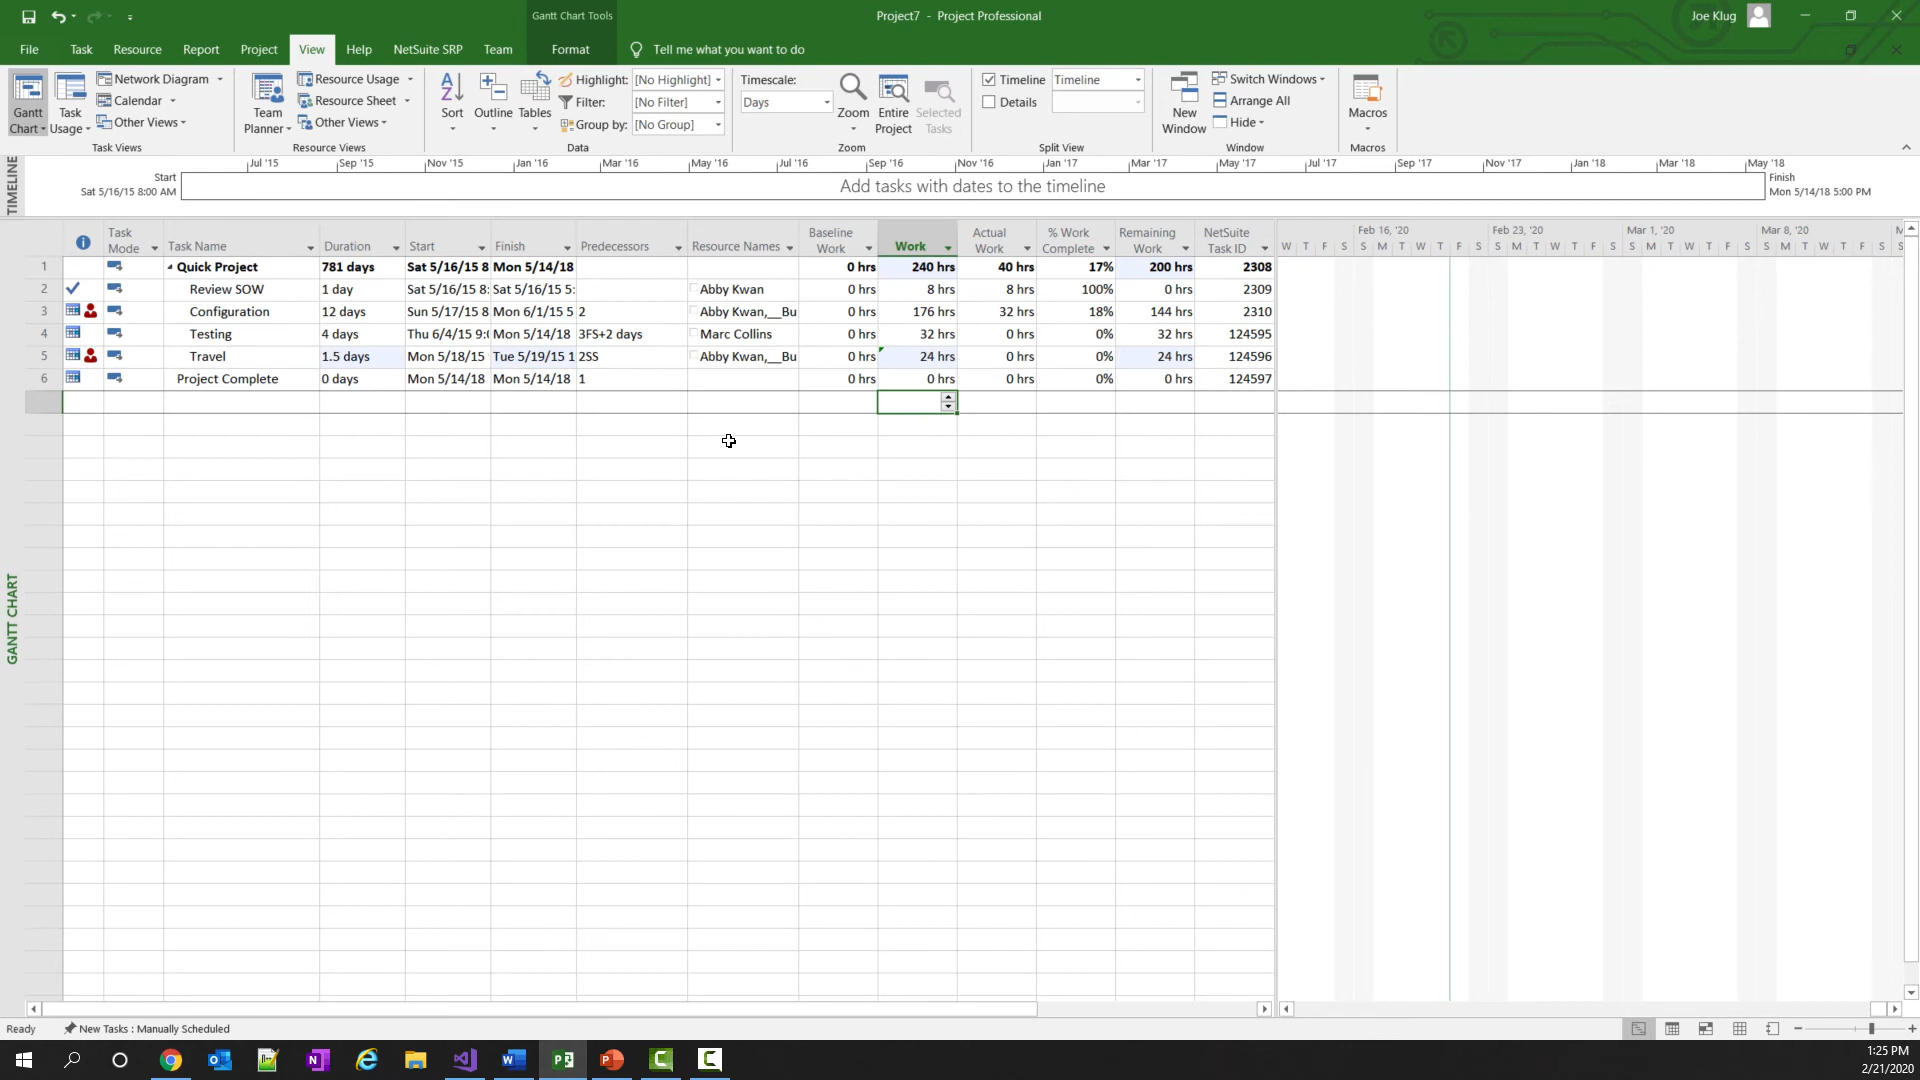 Gantt Chart Tools
Project7 - Project Professional
Joe Klug
File Task Resource Report Project View Help NetSuite SRP Team Format Tell me what you want to do
Gantt Chart
Task Usage
Network Diagram
Calendar
Other Views
Task Views
Team Planner
Resource Usage
Resource Sheet
Other Views
Resource Views
Sort
Outline
Tables
Highlight: [No Highlight]
Filter: [No Filter]
Group by: [No Group]
Data
Timescale:
Days
Zoom
Entire Project
Selected Tasks
Zoom
Timeline Timeline
Details
Split View
New Window
Switch Windows
Arrange All
Hide
Window
Macros
Macros
TIMELINE
Jul '15 Sep '15 Nov '15 Jan '16 Mar '16 May '16 Jul '16 Sep '16 Nov '16 Jan '17 Mar '17 May '17 Jul '17 Sep '17 Nov '17 Jan '18 Mar '18 May '18
Start
Sat 5/16/15 8:00 AM
Add tasks with dates to the timeline
Finish
Mon 5/14/18 5:00 PM
Task Mode Task Name Duration Start Finish Predecessors Resource Names Baseline Work Work Actual Work % Work Complete Remaining Work NetSuite Task ID
Feb 16, '20 Feb 23, '20 Mar 1, '20 Mar 8, '20
W T F S S M T W T F S S M T W T F S S M T W T F S S M T W T F S
1 Quick Project 781 days Sat 5/16/15 8 Mon 5/14/18 0 hrs 240 hrs 40 hrs 17% 200 hrs 2308
2 Review SOW 1 day Sat 5/16/15 8: Sat 5/16/15 5: Abby Kwan 0 hrs 8 hrs 8 hrs 100% 0 hrs 2309
3 Configuration 12 days Sun 5/17/15 8 Mon 6/1/15 5 2 Abby Kwan,__Bu 0 hrs 176 hrs 32 hrs 18% 144 hrs 2310
4 Testing 4 days Thu 6/4/15 9:0 Mon 5/14/18 3FS+2 days Marc Collins 0 hrs 32 hrs 0 hrs 0% 32 hrs 124595
5 Travel 1.5 days Mon 5/18/15 Tue 5/19/15 1 2SS Abby Kwan,__Bu 0 hrs 24 hrs 0 hrs 0% 24 hrs 124596
6 Project Complete 0 days Mon 5/14/18 Mon 5/14/18 1 0 hrs 0 hrs 0 hrs 0% 0 hrs 124597
GANTT CHART
Ready New Tasks : Manually Scheduled
1:25 PM
2/21/2020